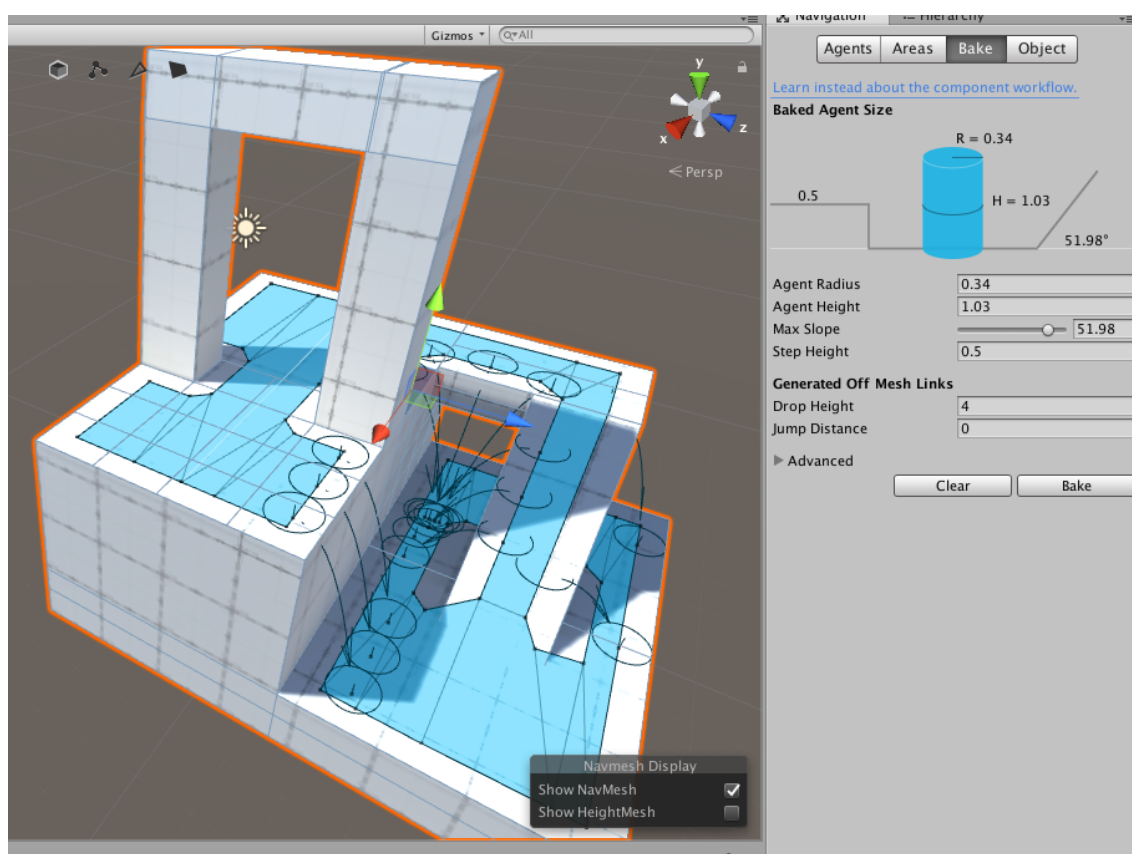 Gizmos
All
y
x
z
Persp
Navmesh Display
Show NavMesh
Show HeightMesh
Navigation
Hierarchy
Agents
Areas
Bake
Object
Learn instead about the component workflow.
Baked Agent Size
R = 0.34
0.5
H = 1.03
51.98°
Agent Radius 0.34
Agent Height 1.03
Max Slope 51.98
Step Height 0.5
Generated Off Mesh Links
Drop Height 4
Jump Distance 0
Advanced
Clear
Bake